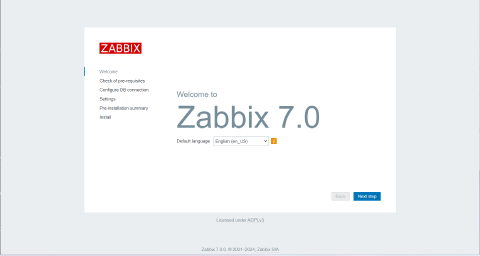 ZABBIX
Welcome
Check of pre-requisites
Configure DB connection
Settings
Pre-installation summary
Install
Welcome to
Zabbix 7.0
Default language
English (en_US)
i
Back
Next step
Licensed under AGPLv3
Zabbix 7.0.0. © 2001–2024, Zabbix SIA